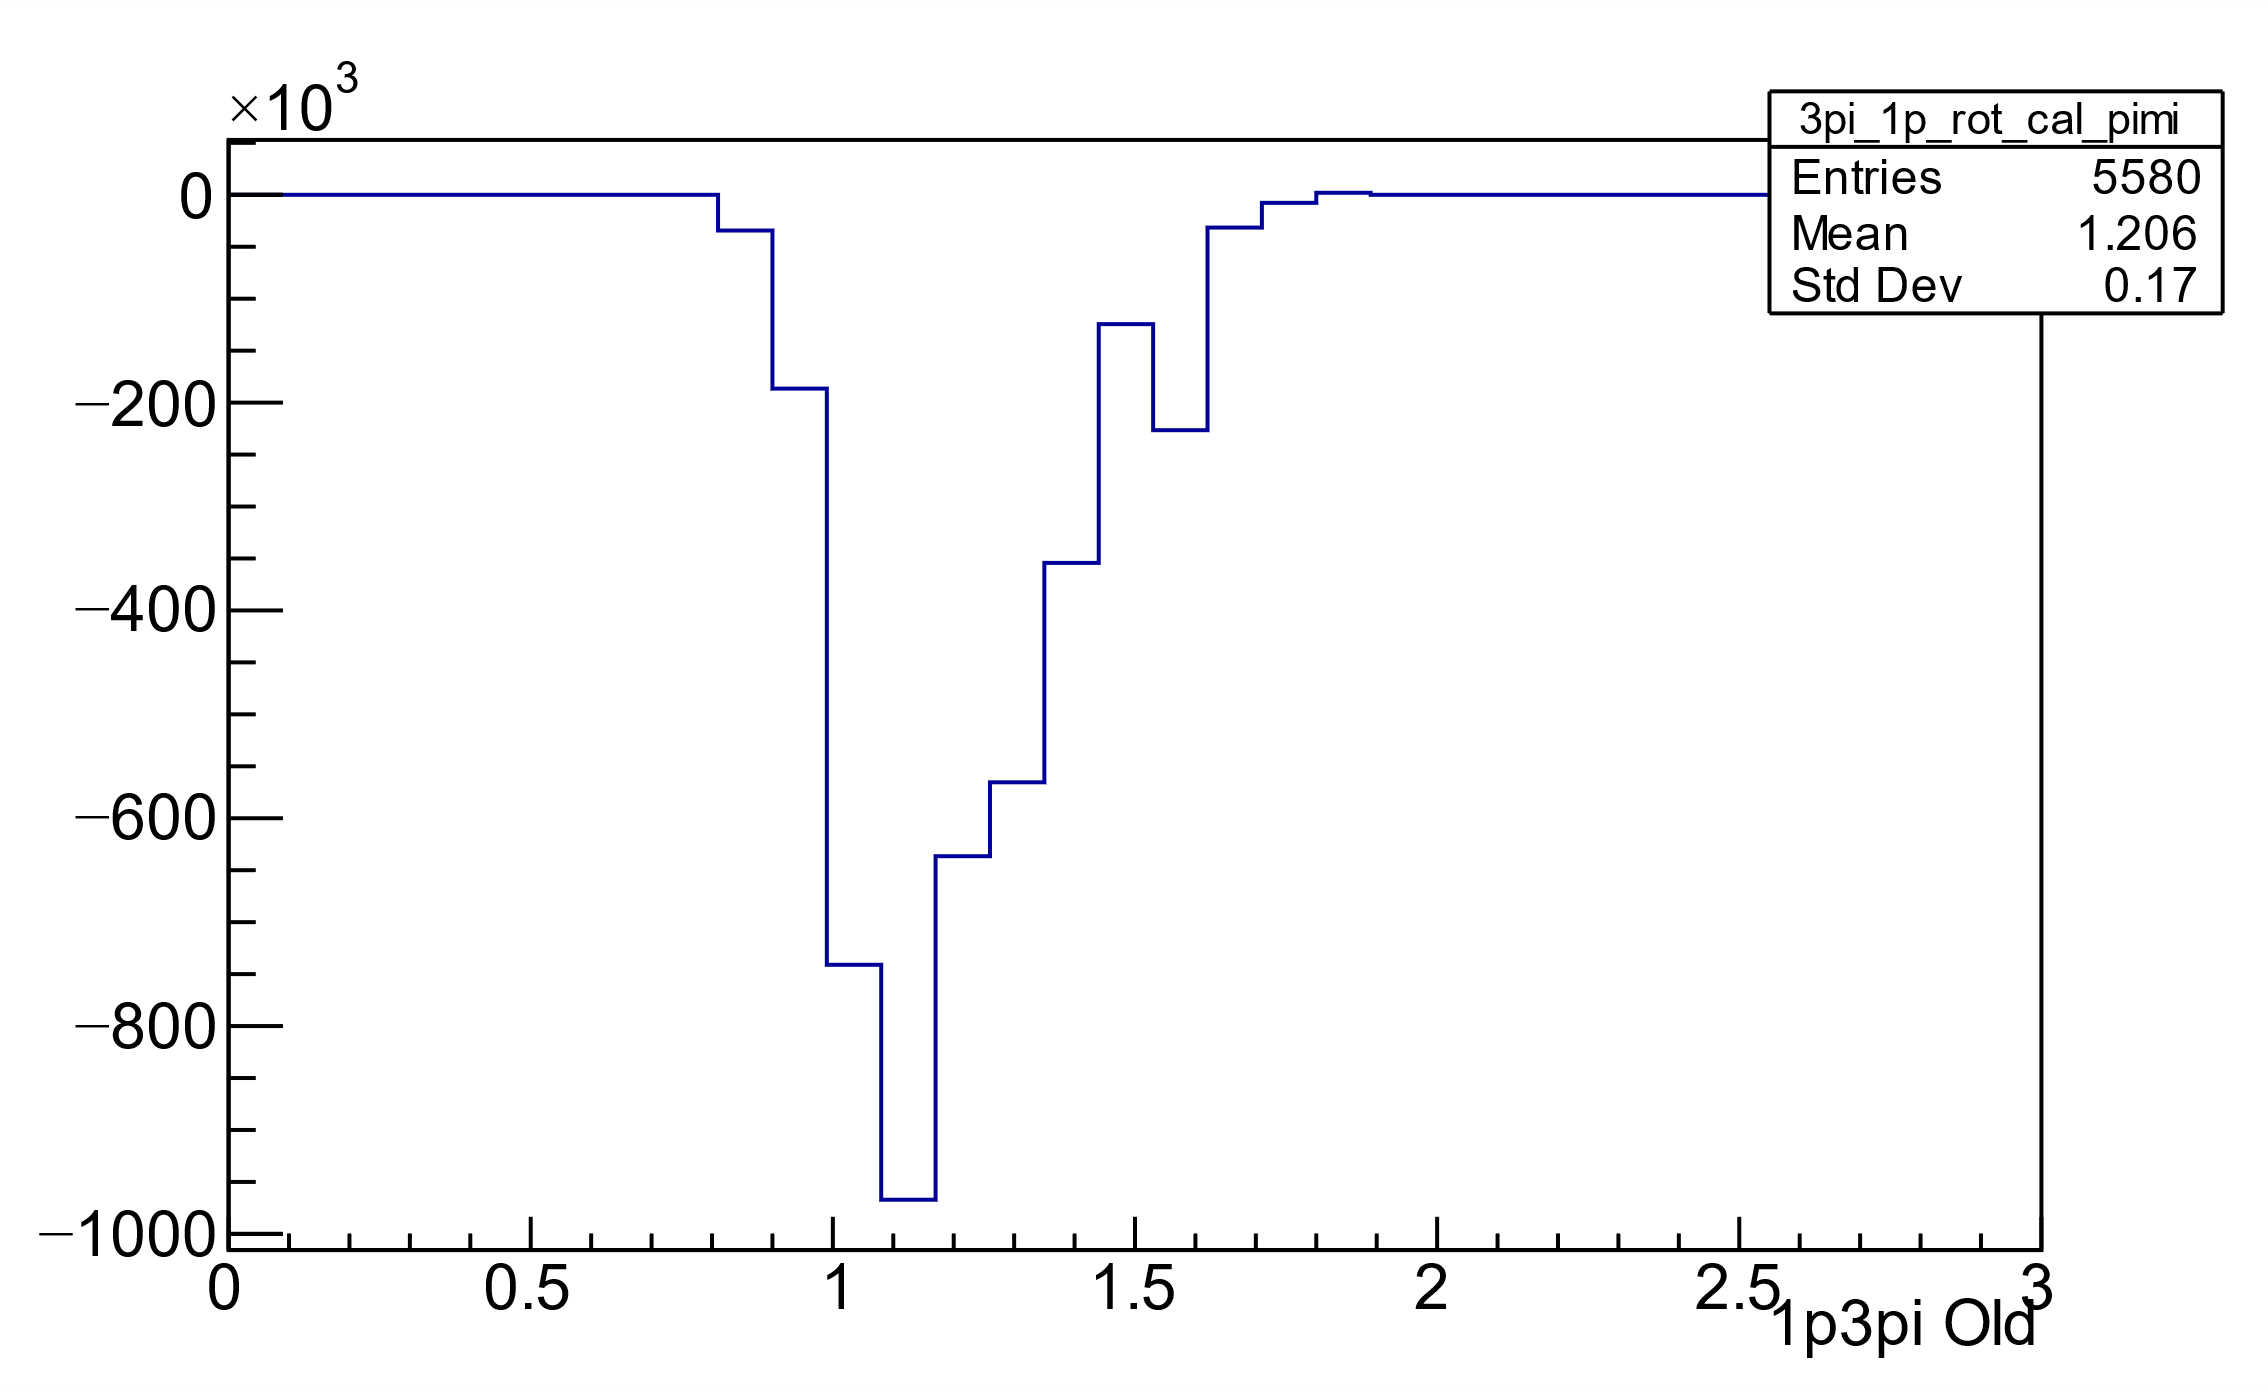 ×10³
3pi_1p_rot_cal_pimi
Entries 5580
Mean 1.206
Std Dev 0.17
0
−200
−400
−600
−800
−1000
0 0.5 1 1.5 2 2.5 3
1p3pi Old